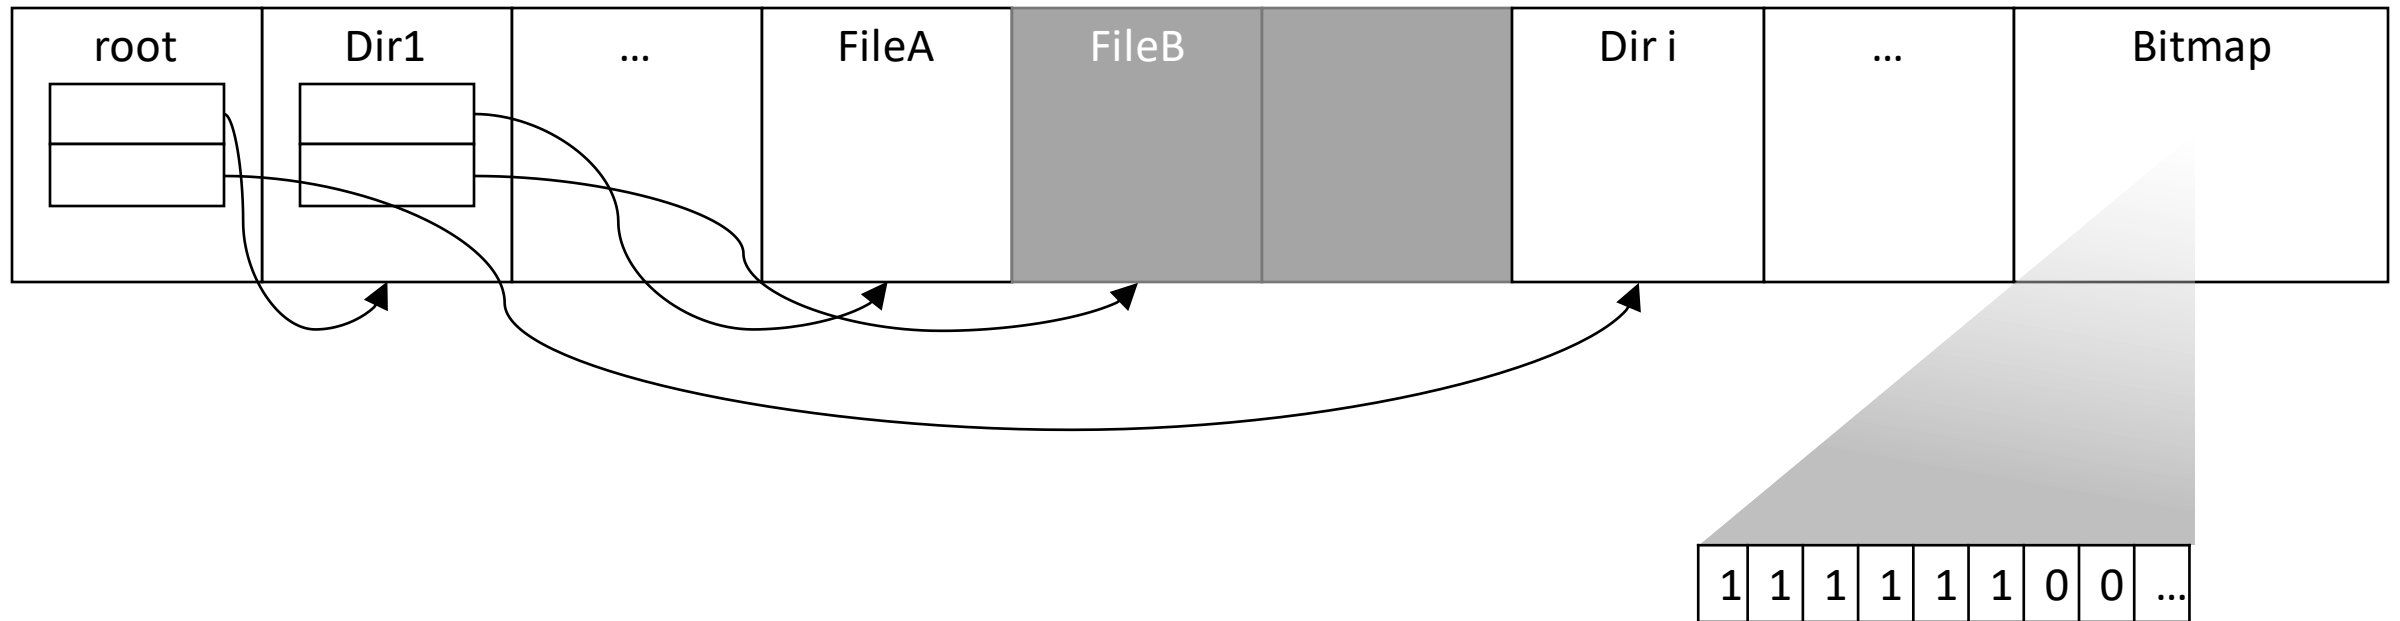 root Dir1 ... FileA FileB Dir i ... Bitmap
1 1 1 1 1 1 0 0 ...